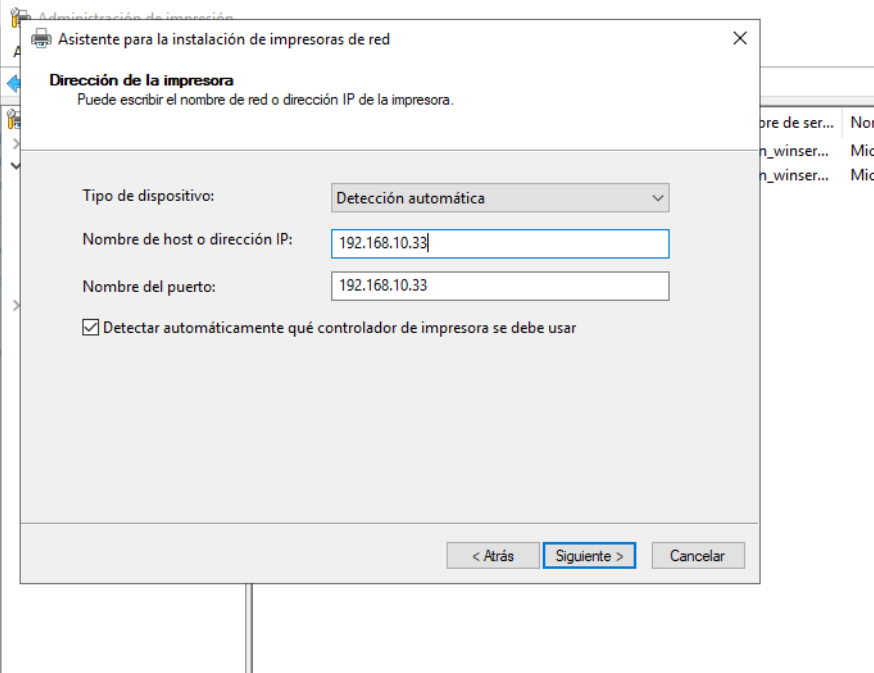 Administración de impresión
Asistente para la instalación de impresoras de red
Dirección de la impresora
Puede escribir el nombre de red o dirección IP de la impresora.
Tipo de dispositivo: Detección automática
Nombre de host o dirección IP: 192.168.10.33
Nombre del puerto: 192.168.10.33
Detectar automáticamente qué controlador de impresora se debe usar
< Atrás Siguiente > Cancelar
bre de ser... Nor
n_winser... Mic
n_winser... Mic